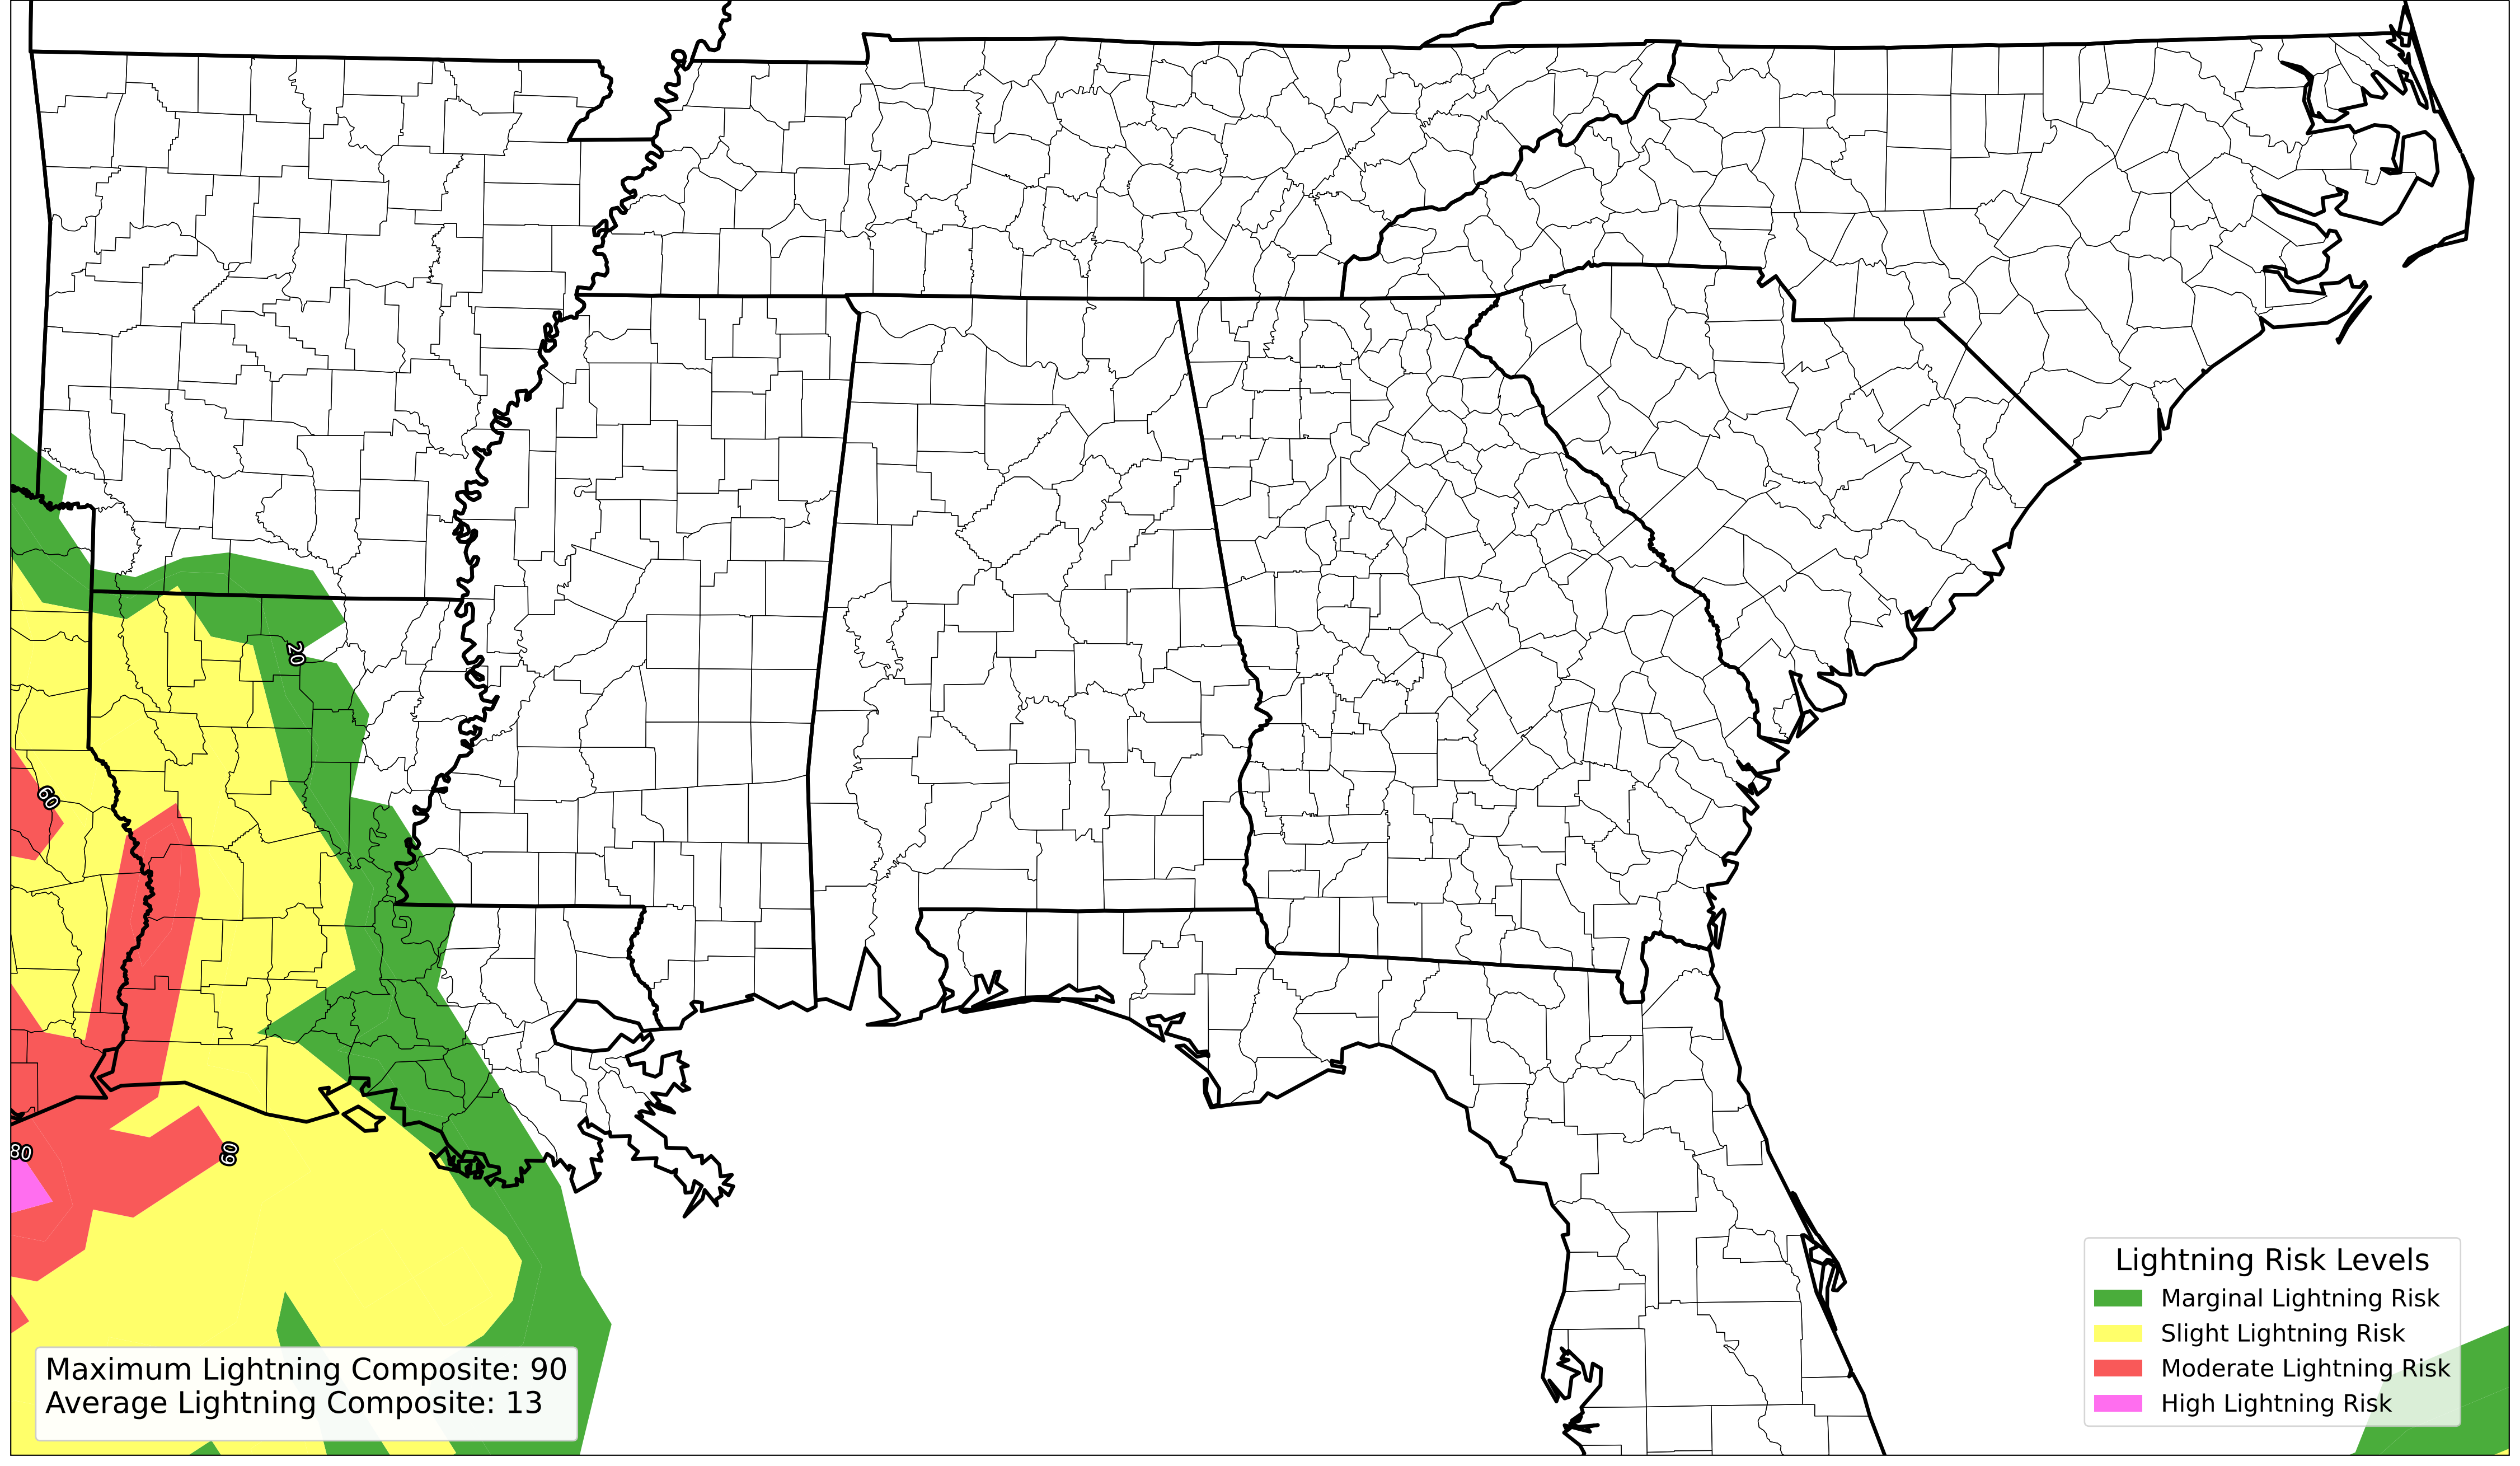 20
60
80
60
Maximum Lightning Composite: 90
Average Lightning Composite: 13
Lightning Risk Levels
Marginal Lightning Risk
Slight Lightning Risk
Moderate Lightning Risk
High Lightning Risk